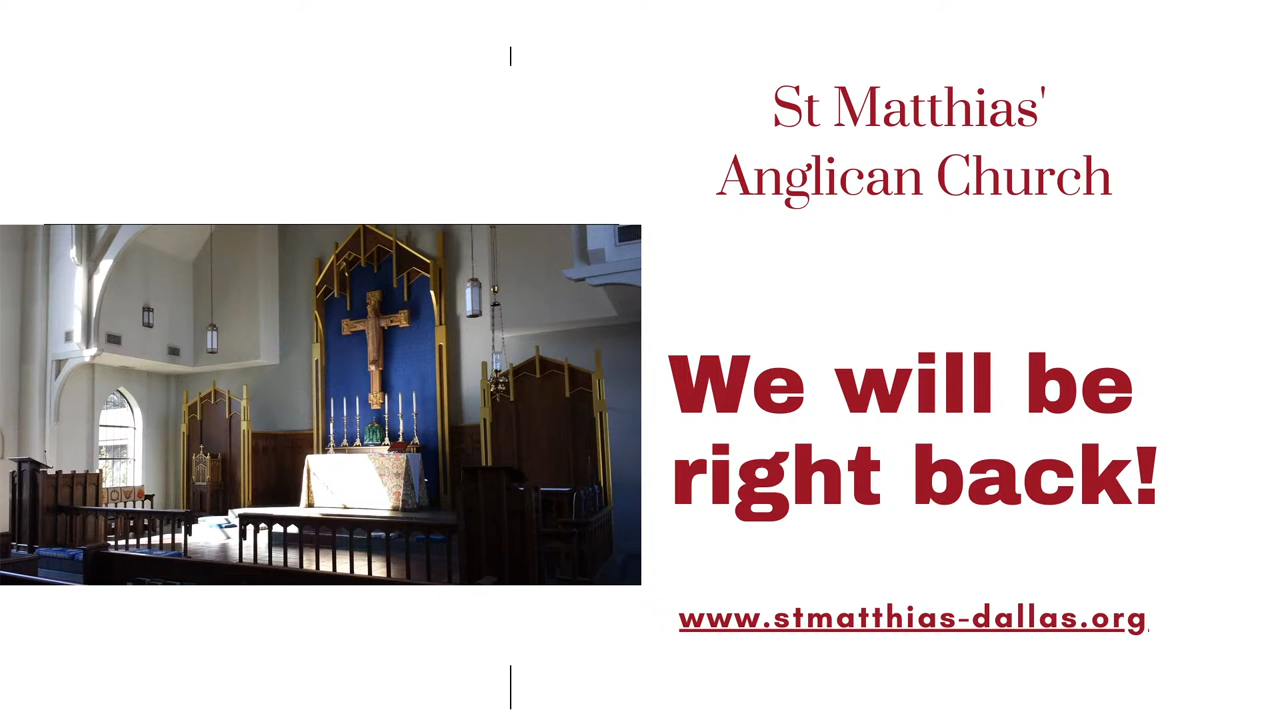 St Matthias'
Anglican Church
We will be
right back!
www.stmatthias-dallas.org